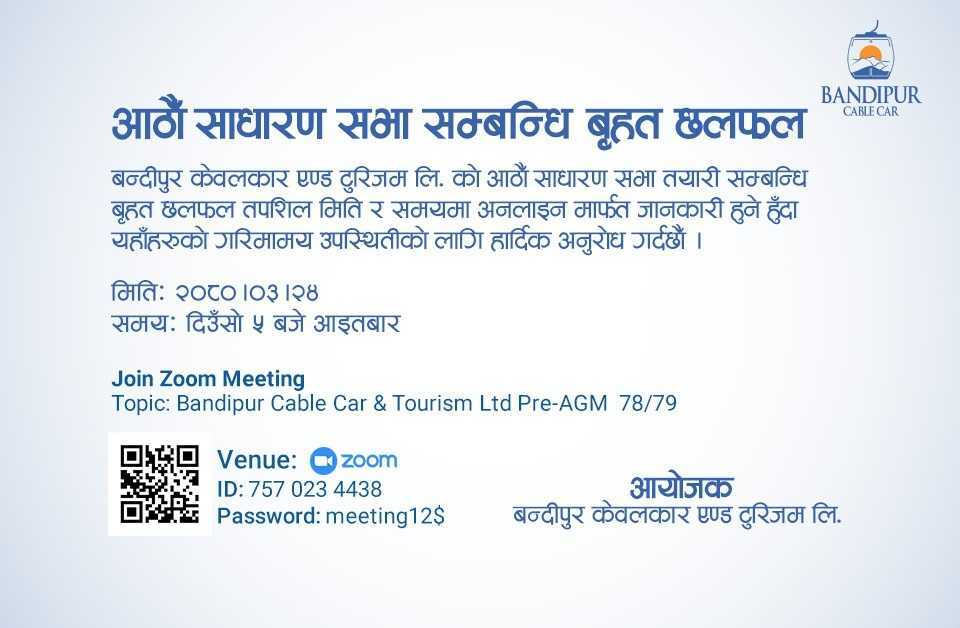 BANDIPUR
CABLE CAR
आठौं साधारण सभा सम्बन्धि बृहत छलफल
बन्दीपुर केवलकार एण्ड टुरिजम लि. को आठौं साधारण सभा तयारी सम्बन्धि
बृहत छलफल तपशिल मिति र समयमा अनलाइन मार्फत जानकारी हुने हुँदा
यहाँहरुको गरिमामय उपस्थितीको लागि हार्दिक अनुरोध गर्दछौं ।
मिति: २०८०।०३।२४
समय: दिउँसो ५ बजे आइतबार
Join Zoom Meeting
Topic: Bandipur Cable Car & Tourism Ltd Pre-AGM 78/79
Venue: zoom
ID: 757 023 4438
Password: meeting12$
आयोजक
बन्दीपुर केवलकार एण्ड टुरिजम लि.